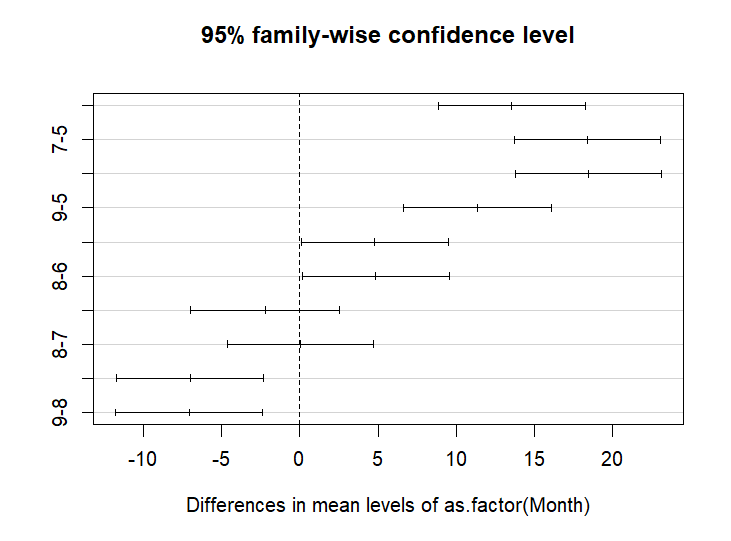 95% family-wise confidence level
7-5
9-5
8-6
8-7
9-8
-10 -5 0 5 10 15 20
Differences in mean levels of as.factor(Month)